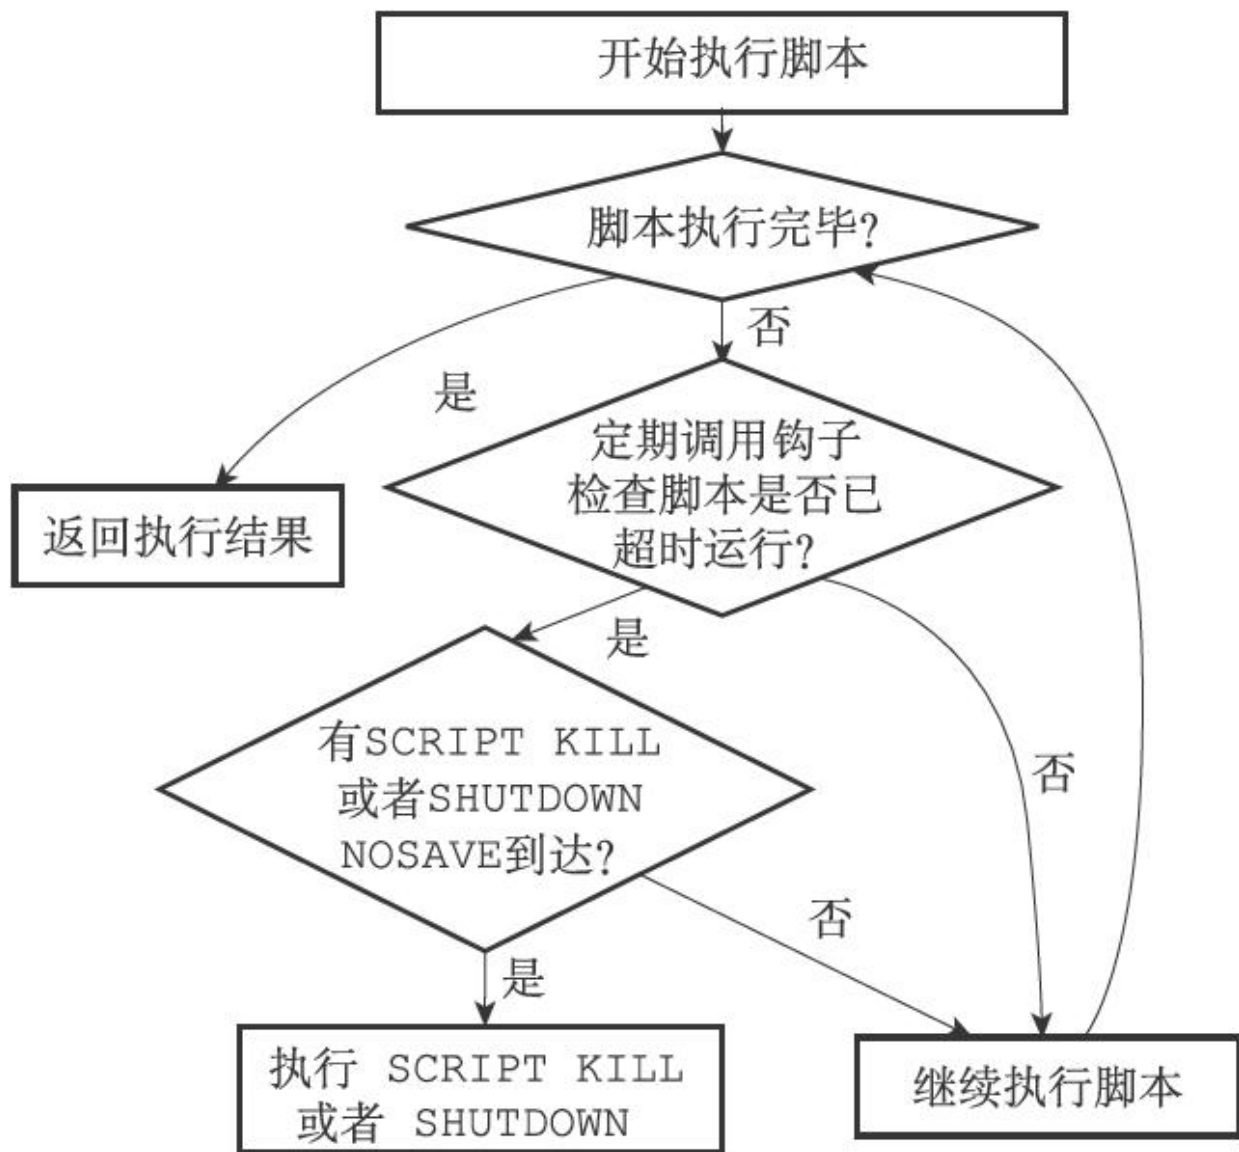 开始执行脚本
脚本执行完毕?
否
是
定期调用钩子
检查脚本是否已
超时运行?
返回执行结果
是
有SCRIPT KILL
或者SHUTDOWN
NOSAVE到达?
否
否
是
执行 SCRIPT KILL
或者 SHUTDOWN
继续执行脚本